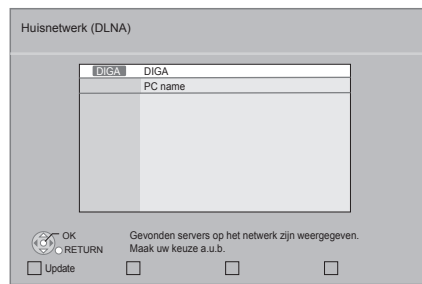 Huisnetwerk (DLNA)
DIGA DIGA
PC name
OK
RETURN
Gevonden servers op het netwerk zijn weergegeven.
Maak uw keuze a.u.b.
Update